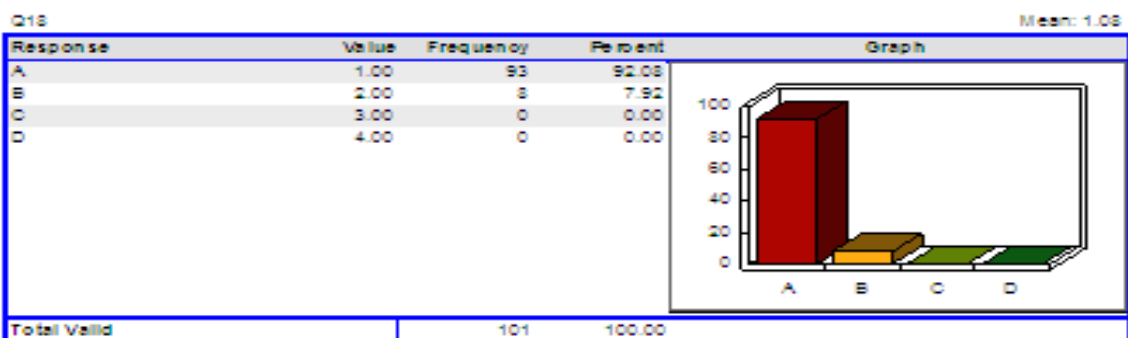 Q18 Mean: 1.08
Response Value Frequency Percent Graph
A 1.00 93 92.08
B 2.00 8 7.92
C 3.00 0 0.00
D 4.00 0 0.00
100
80
60
40
20
0
A B C D
Total Valid 101 100.00